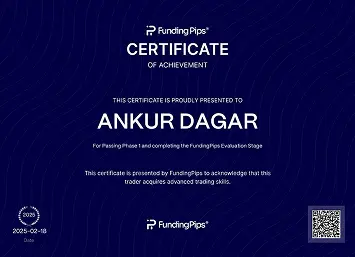 FundingPips®
CERTIFICATE
OF ACHIEVEMENT
THIS CERTIFICATE IS PROUDLY PRESENTED TO
ANKUR DAGAR
For Passing Phase 1 and completing the FundingPips Evaluation Stage
This certificate is presented by FundingPips to acknowledge that this
trader acquires advanced trading skills.
2025
2025-02-18
Date
FundingPips®